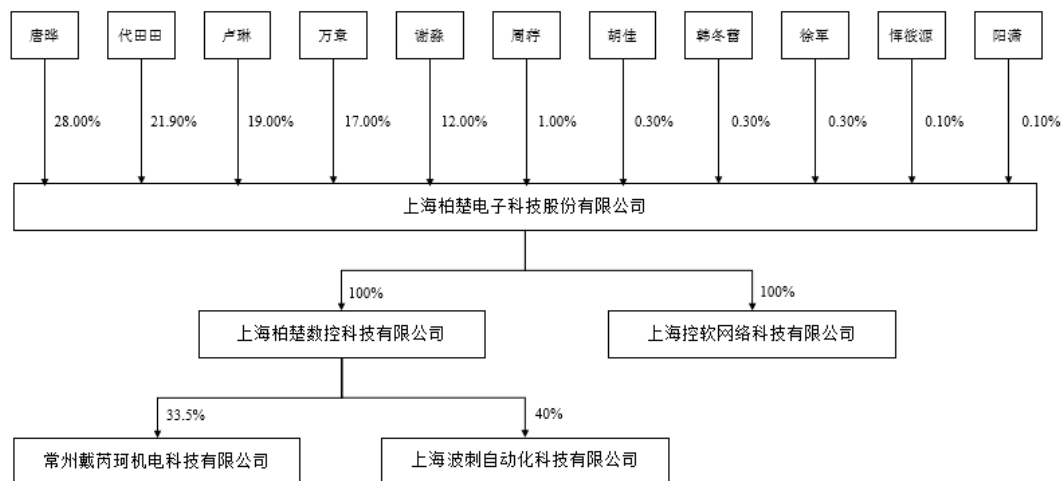 唐晔
代田田
卢琳
万章
谢淼
周荇
胡佳
韩冬蕾
徐军
恽筱源
阳潇
28.00%
21.90%
19.00%
17.00%
12.00%
1.00%
0.30%
0.30%
0.30%
0.10%
0.10%
上海柏楚电子科技股份有限公司
100%
100%
上海柏楚数控科技有限公司
上海控软网络科技有限公司
33.5%
40%
常州戴芮珂机电科技有限公司
上海波刺自动化科技有限公司